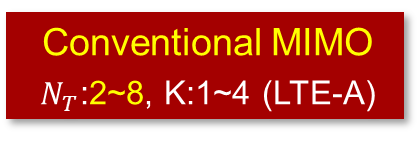 Conventional MIMO
N_T:2~8, K:1~4 (LTE-A)